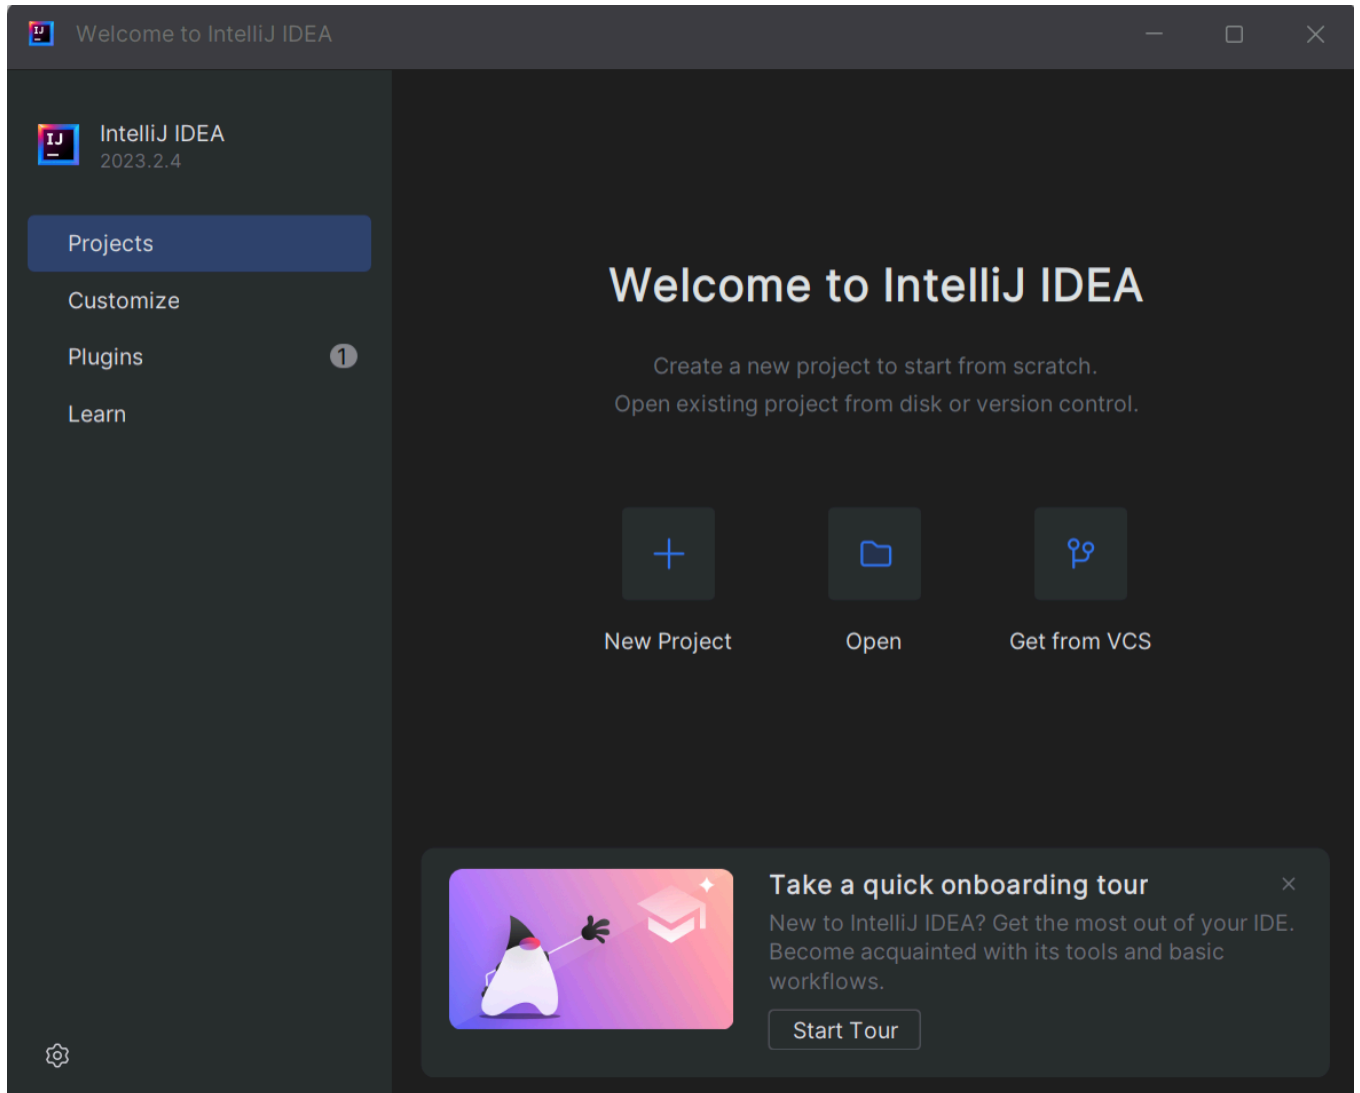 Welcome to IntelliJ IDEA
IJ
IntelliJ IDEA
2023.2.4
Projects
Customize
Plugins 1
Learn
Welcome to IntelliJ IDEA
Create a new project to start from scratch.
Open existing project from disk or version control.
New Project
Open
Get from VCS
Take a quick onboarding tour
New to IntelliJ IDEA? Get the most out of your IDE.
Become acquainted with its tools and basic
workflows.
Start Tour